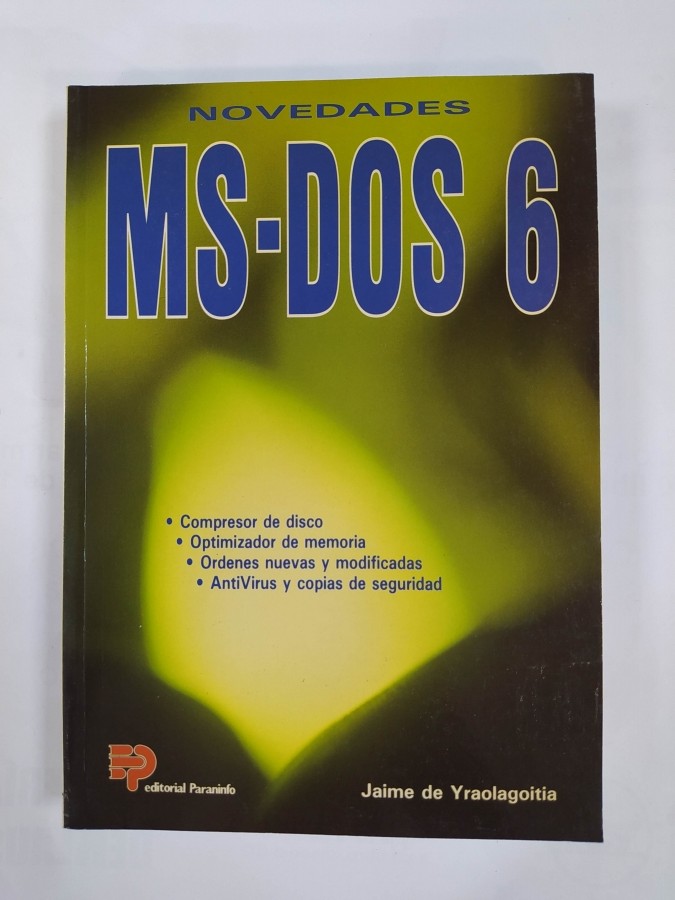 NOVEDADES
MS-DOS 6
• Compresor de disco
• Optimizador de memoria
• Ordenes nuevas y modificadas
• AntiVirus y copias de seguridad
EP
editorial Paraninfo
Jaime de Yraolagoitia